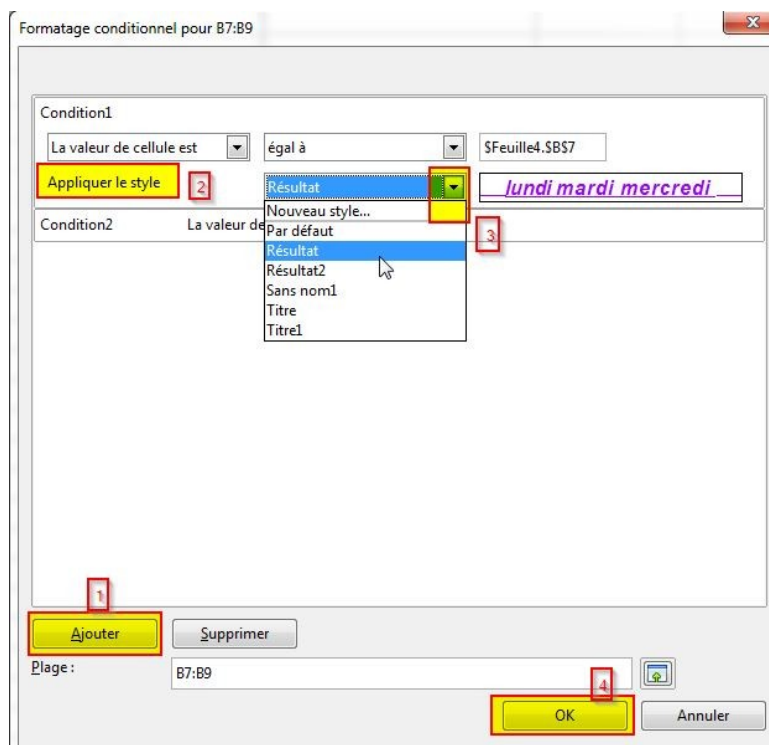 Formatage conditionnel pour B7:B9
Condition1
La valeur de cellule est égal à $Feuille4.$B$7
Appliquer le style 2 Résultat lundi mardi mercredi
Nouveau style... 3
Condition2 La valeur de
Par défaut
Résultat
Résultat2
Sans nom1
Titre
Titre1
1
Ajouter Supprimer
Plage : B7:B9
4
OK Annuler